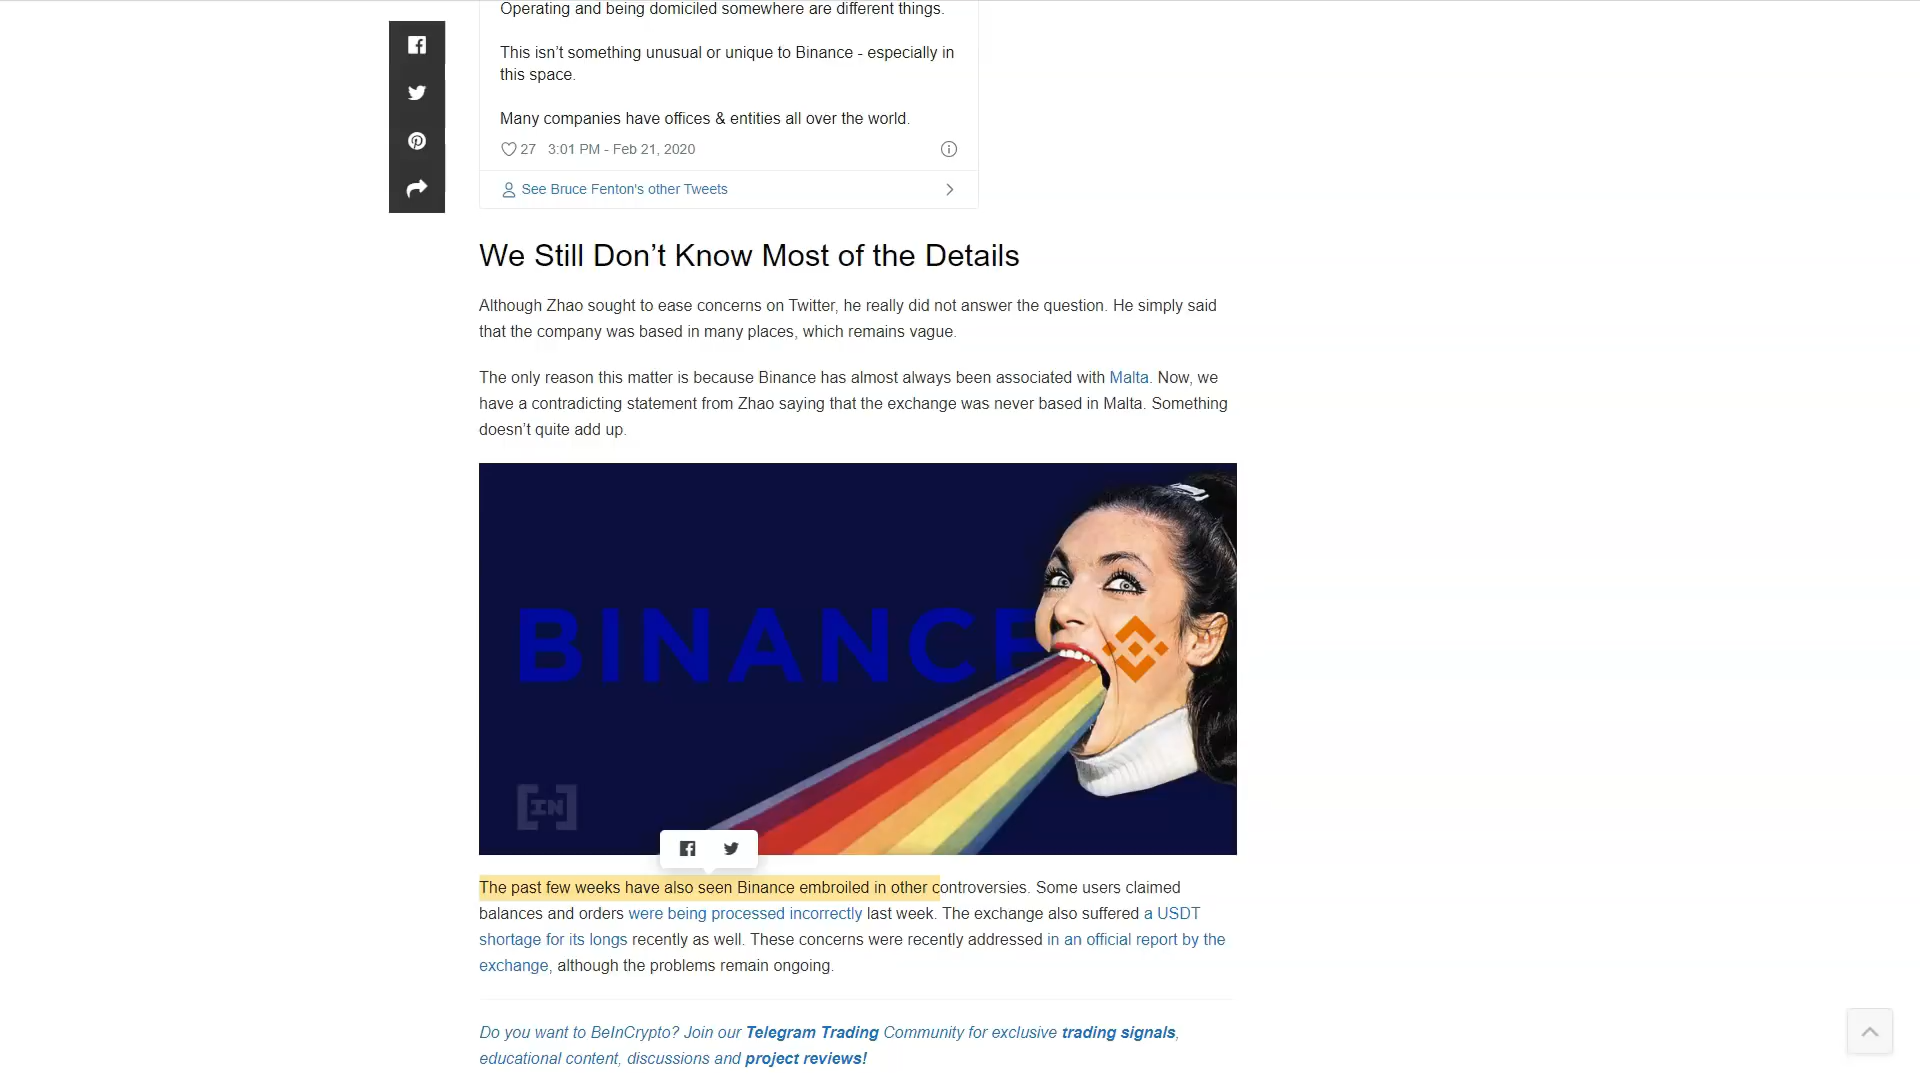 Operating and being domiciled somewhere are different things.
This isn’t something unusual or unique to Binance - especially in
this space.
Many companies have offices & entities all over the world.
27 3:01 PM - Feb 21, 2020
See Bruce Fenton's other Tweets
We Still Don’t Know Most of the Details
Although Zhao sought to ease concerns on Twitter, he really did not answer the question. He simply said
that the company was based in many places, which remains vague.
The only reason this matter is because Binance has almost always been associated with Malta. Now, we
have a contradicting statement from Zhao saying that the exchange was never based in Malta. Something
doesn’t quite add up.
BINANCE
[IN]
The past few weeks have also seen Binance embroiled in other controversies. Some users claimed
balances and orders were being processed incorrectly last week. The exchange also suffered a USDT
shortage for its longs recently as well. These concerns were recently addressed in an official report by the
exchange, although the problems remain ongoing.
Do you want to BeInCrypto? Join our Telegram Trading Community for exclusive trading signals,
educational content, discussions and project reviews!